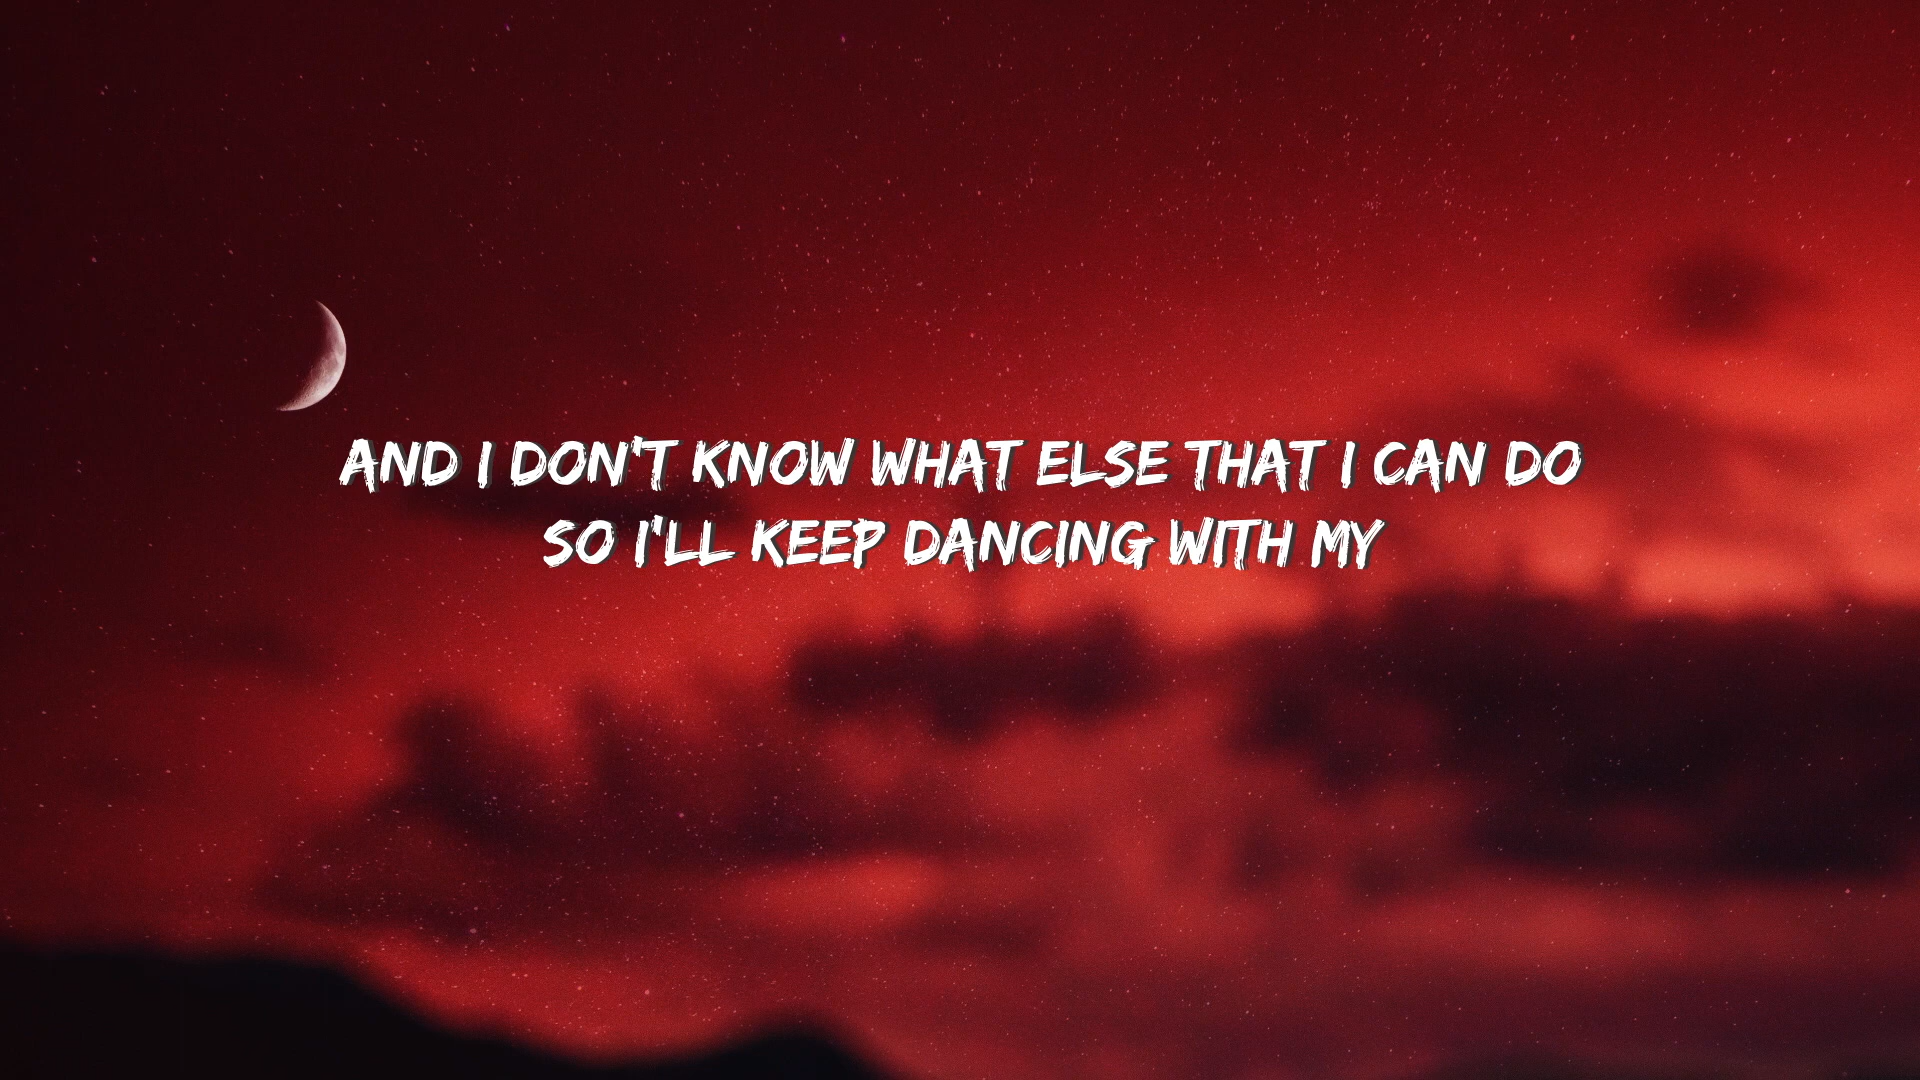 AND I DON'T KNOW WHAT ELSE THAT I CAN DO
SO I'LL KEEP DANCING WITH MY